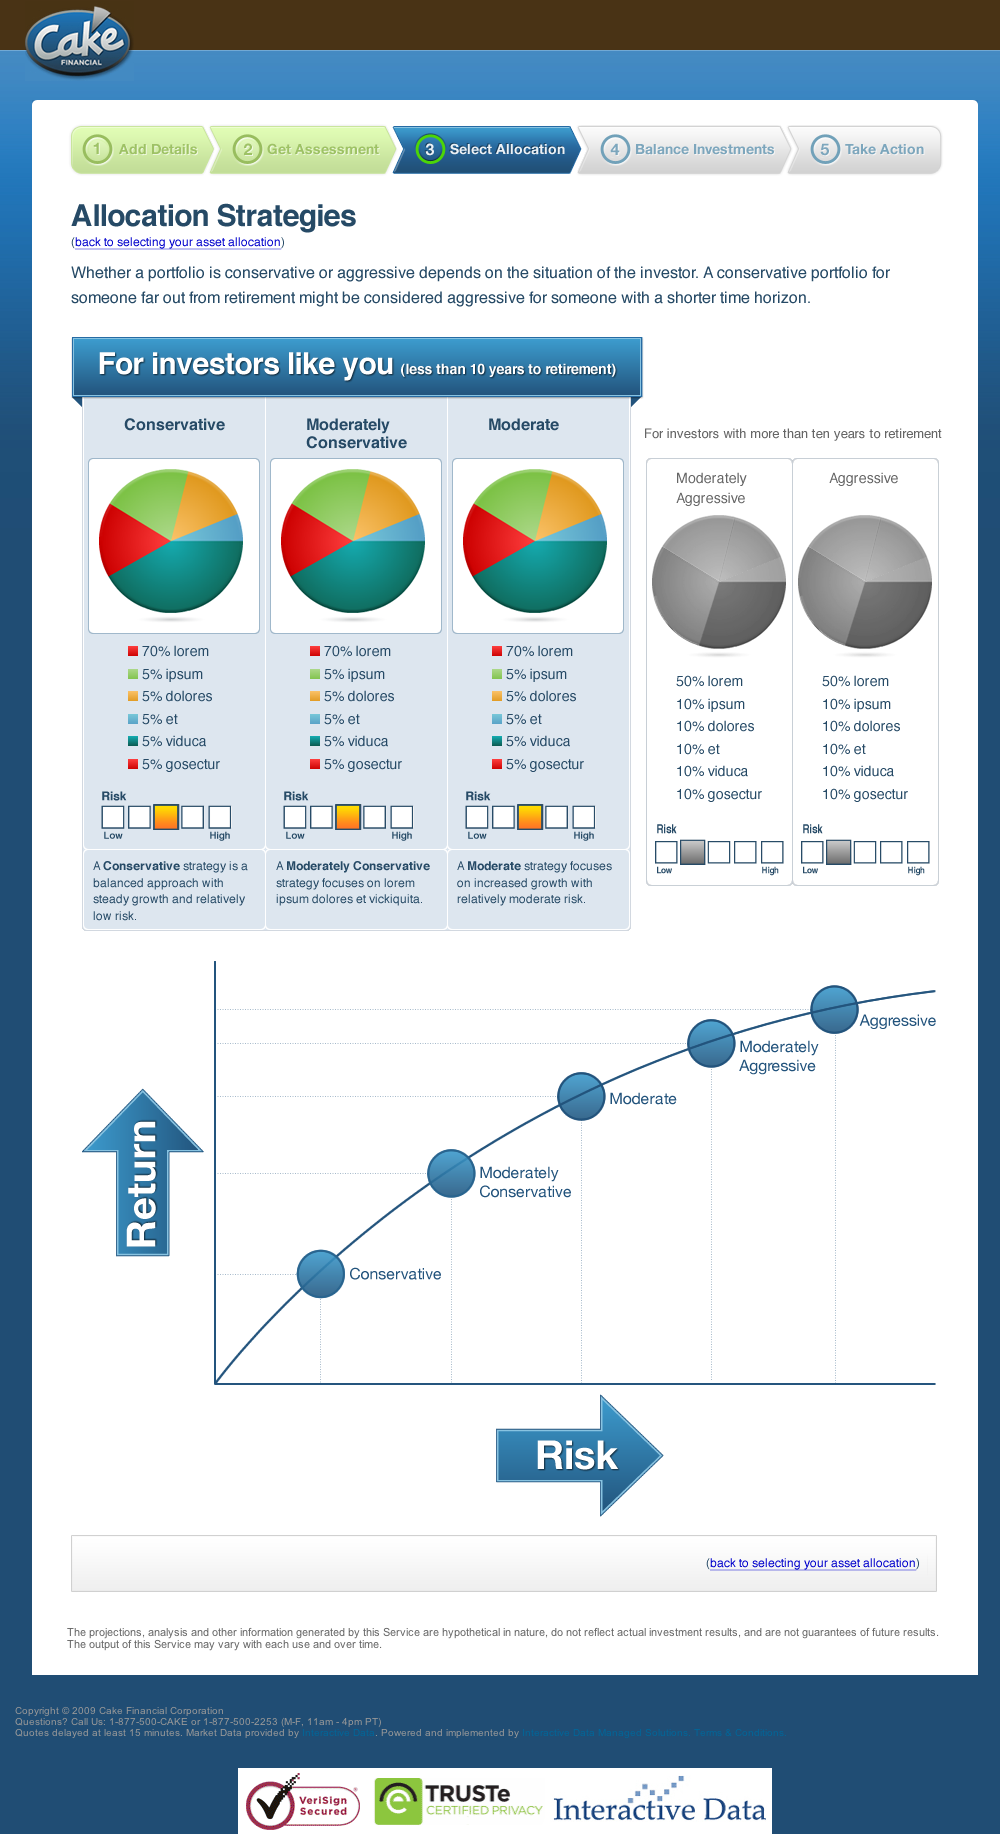 Cake
FINANCIAL
1 Add Details
2 Get Assessment
3 Select Allocation
4 Balance Investments
5 Take Action
Allocation Strategies
(back to selecting your asset allocation)
Whether a portfolio is conservative or aggressive depends on the situation of the investor. A conservative portfolio for
someone far out from retirement might be considered aggressive for someone with a shorter time horizon.
For investors like you (less than 10 years to retirement)
Conservative
70% lorem
5% ipsum
5% dolores
5% et
5% viduca
5% gosectur
Risk
Low High
A Conservative strategy is a
balanced approach with
steady growth and relatively
low risk.
Moderately
Conservative
70% lorem
5% ipsum
5% dolores
5% et
5% viduca
5% gosectur
Risk
Low High
A Moderately Conservative
strategy focuses on lorem
ipsum dolores et vickiquita.
Moderate
70% lorem
5% ipsum
5% dolores
5% et
5% viduca
5% gosectur
Risk
Low High
A Moderate strategy focuses
on increased growth with
relatively moderate risk.
For investors with more than ten years to retirement
Moderately
Aggressive
50% lorem
10% ipsum
10% dolores
10% et
10% viduca
10% gosectur
Risk
Low High
Aggressive
50% lorem
10% ipsum
10% dolores
10% et
10% viduca
10% gosectur
Risk
Low High
Return
Aggressive
Moderately
Aggressive
Moderate
Moderately
Conservative
Conservative
Risk
(back to selecting your asset allocation)
The projections, analysis and other information generated by this Service are hypothetical in nature, do not reflect actual investment results, and are not guarantees of future results.
The output of this Service may vary with each use and over time.
Copyright © 2009 Cake Financial Corporation
Questions? Call Us: 1-877-500-CAKE or 1-877-500-2253 (M-F, 11am - 4pm PT)
Quotes delayed at least 15 minutes. Market Data provided by Interactive Data. Powered and implemented by Interactive Data Managed Solutions. Terms & Conditions
VeriSign
Secured
TRUSTe
CERTIFIED PRIVACY
Interactive Data